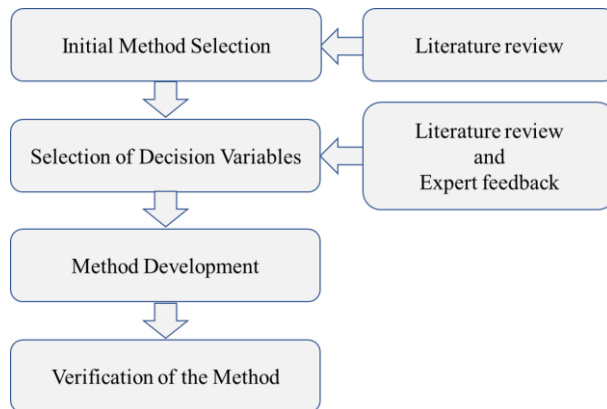 Initial Method Selection
Literature review
Selection of Decision Variables
Literature review
and
Expert feedback
Method Development
Verification of the Method